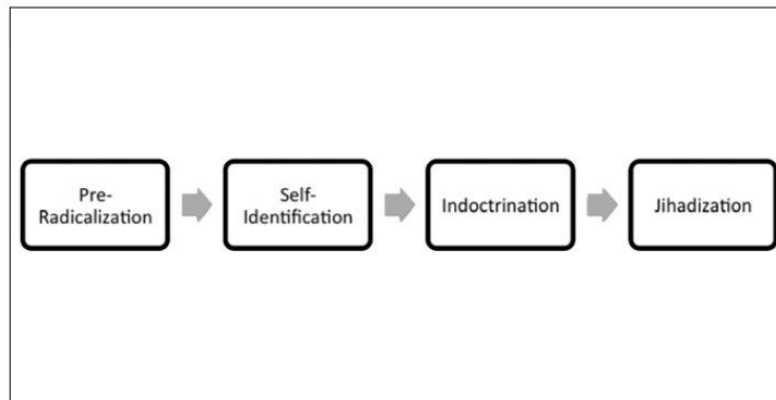 Pre-
Radicalization
Self-
Identification
Indoctrination
Jihadization